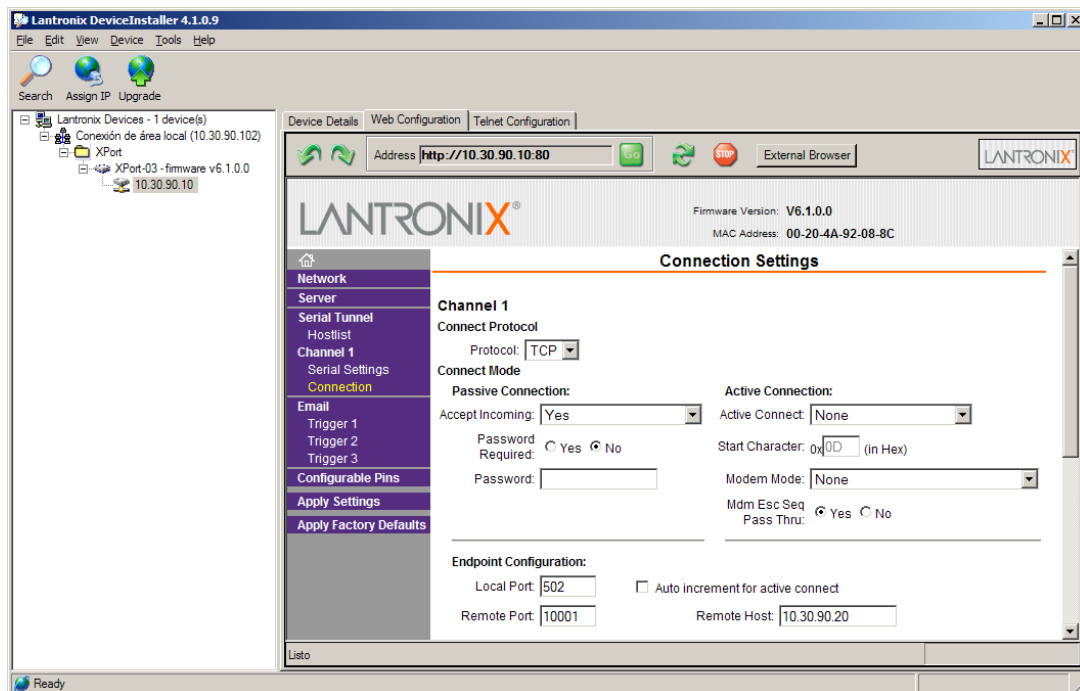 Lantronix DeviceInstaller 4.1.0.9
File Edit View Device Tools Help
Search Assign IP Upgrade
Lantronix Devices - 1 device(s)
Conexión de área local (10.30.90.102)
XPort
XPort-03 - firmware v6.1.0.0
10.30.90.10
Device Details Web Configuration Telnet Configuration
Address http://10.30.90.10:80 Go STOP External Browser LANTRONIX
LANTRONIX®
Firmware Version: V6.1.0.0
MAC Address: 00-20-4A-92-08-8C
Network
Server
Serial Tunnel
Hostlist
Channel 1
Serial Settings
Connection
Email
Trigger 1
Trigger 2
Trigger 3
Configurable Pins
Apply Settings
Apply Factory Defaults
Connection Settings
Channel 1
Connect Protocol
Protocol: TCP
Connect Mode
Passive Connection: Active Connection:
Accept Incoming: Yes Active Connect: None
Password Required: Yes No Start Character: 0x 0D (in Hex)
Password: Modem Mode: None
Mdm Esc Seq Pass Thru: Yes No
Endpoint Configuration:
Local Port: 502 Auto increment for active connect
Remote Port: 10001 Remote Host: 10.30.90.20
Listo
Ready